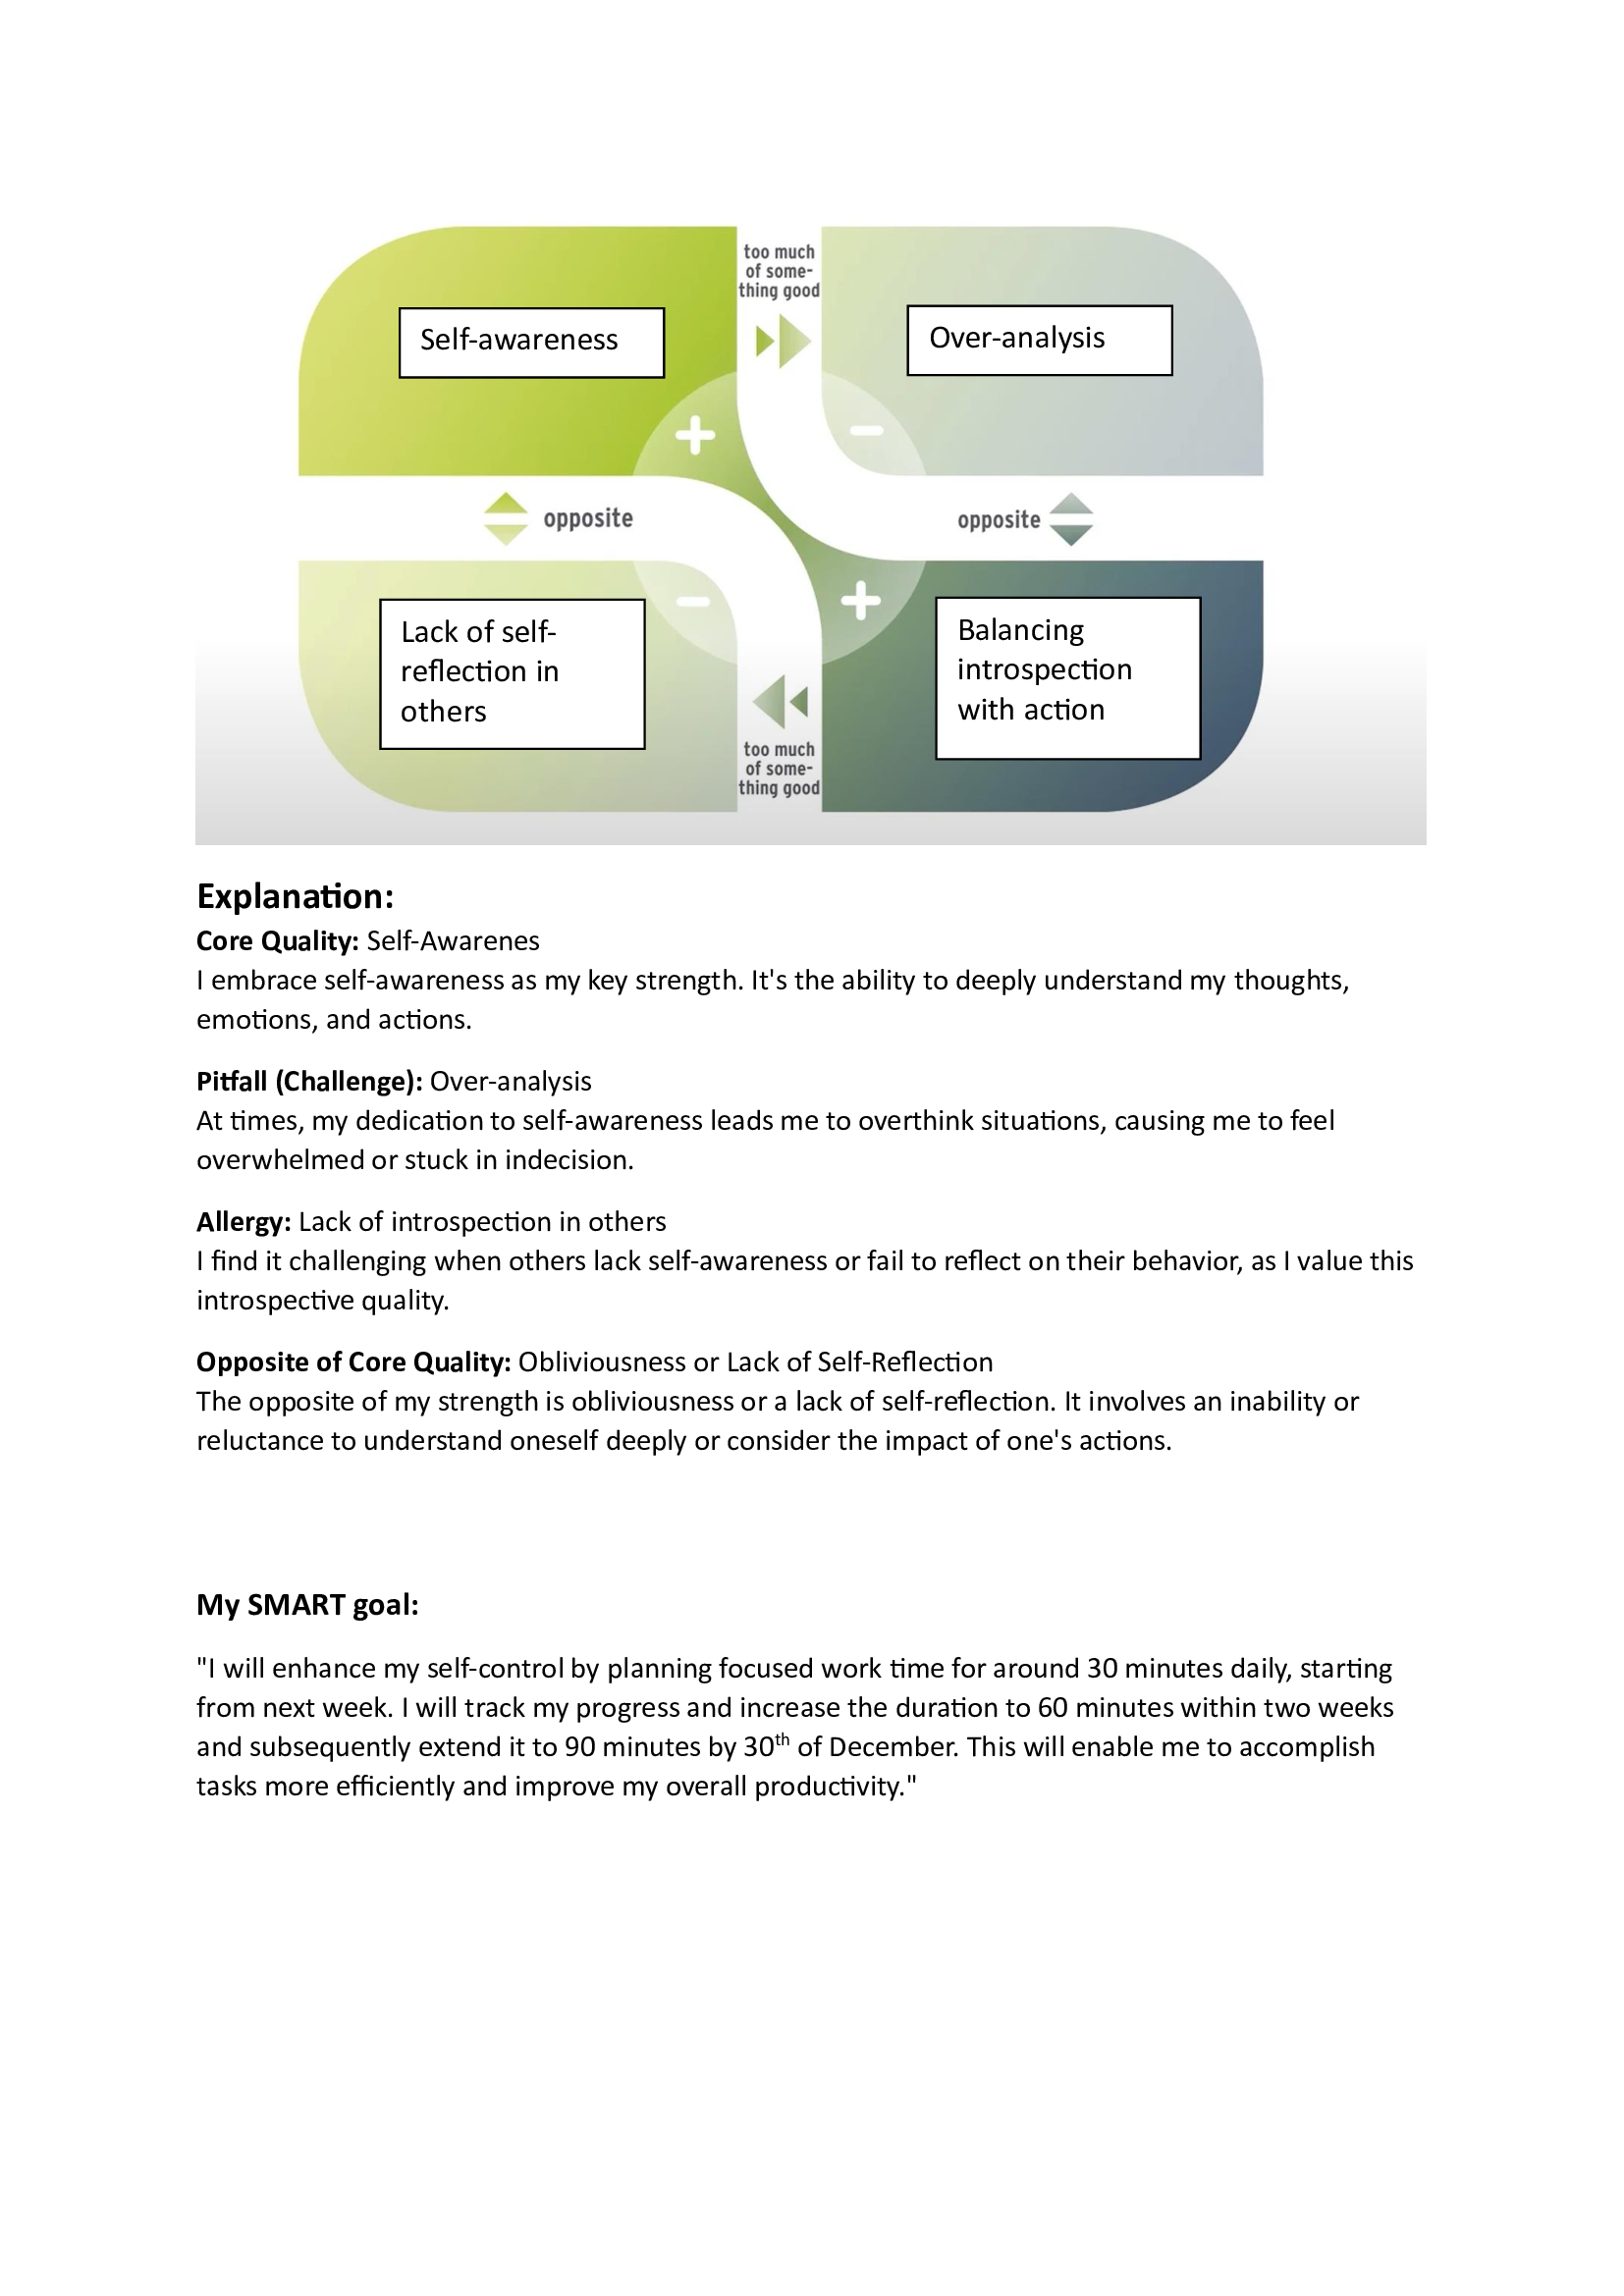 too much
of some-
thing good
Self-awareness
Over-analysis
opposite
opposite
Lack of self-
reflection in
others
Balancing
introspection
with action
too much
of some-
thing good
Explanation:
Core Quality: Self-Awarenes
I embrace self-awareness as my key strength. It's the ability to deeply understand my thoughts,
emotions, and actions.
Pitfall (Challenge): Over-analysis
At times, my dedication to self-awareness leads me to overthink situations, causing me to feel
overwhelmed or stuck in indecision.
Allergy: Lack of introspection in others
I find it challenging when others lack self-awareness or fail to reflect on their behavior, as I value this
introspective quality.
Opposite of Core Quality: Obliviousness or Lack of Self-Reflection
The opposite of my strength is obliviousness or a lack of self-reflection. It involves an inability or
reluctance to understand oneself deeply or consider the impact of one's actions.
My SMART goal:
"I will enhance my self-control by planning focused work time for around 30 minutes daily, starting
from next week. I will track my progress and increase the duration to 60 minutes within two weeks
and subsequently extend it to 90 minutes by 30th of December. This will enable me to accomplish
tasks more efficiently and improve my overall productivity."